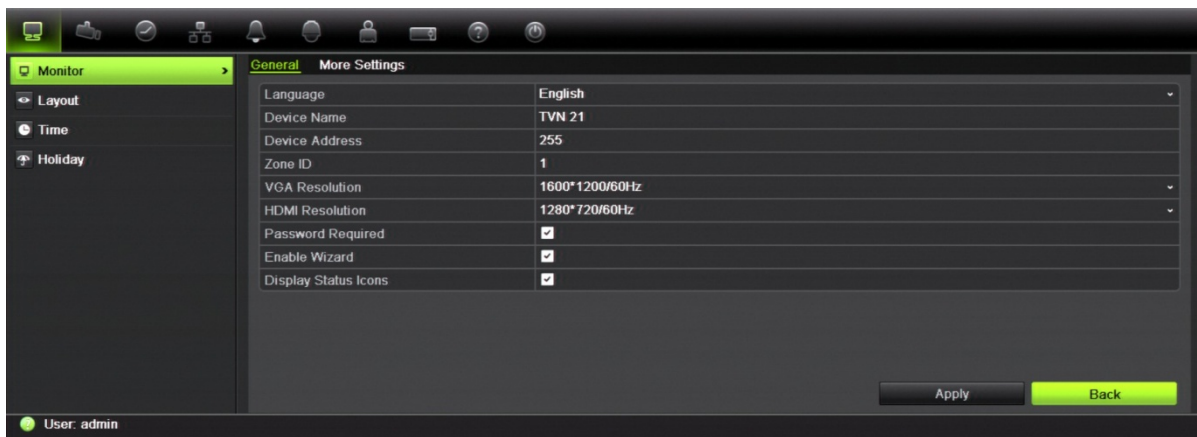 General More Settings
Monitor
Layout
Time
Holiday
Language English
Device Name TVN 21
Device Address 255
Zone ID 1
VGA Resolution 1600*1200/60Hz
HDMI Resolution 1280*720/60Hz
Password Required
Enable Wizard
Display Status Icons
Apply Back
User: admin